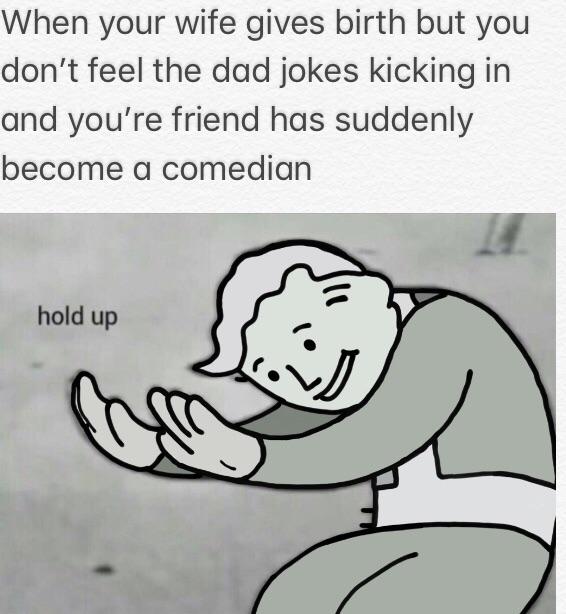 When your wife gives birth but you
don't feel the dad jokes kicking in
and you're friend has suddenly
become a comedian
hold up